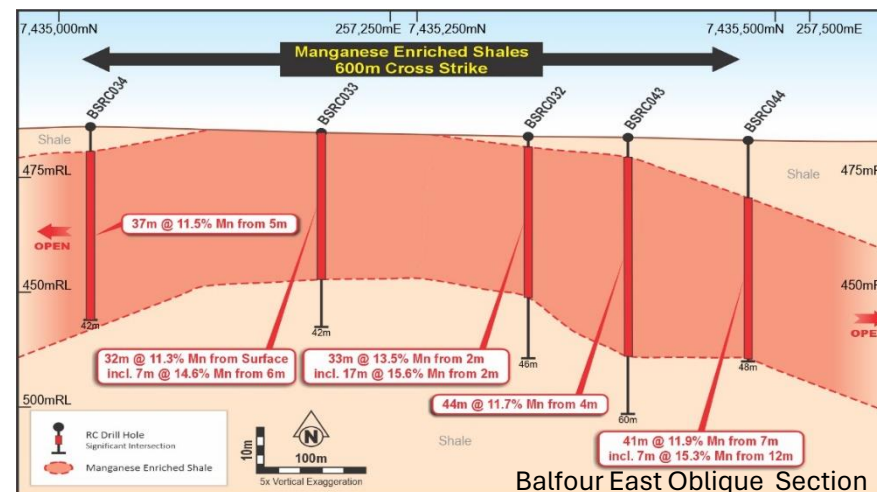 7,435,000mN 257,250mE 7,435,250mN 7,435,500mN 257,500mE
Manganese Enriched Shales
600m Cross Strike
BSRC034
BSRC033
BSRC032
BSRC043
BSRC044
Shale
475mRL
475mR
Shale
37m @ 11.5% Mn from 5m
OPEN
450mRL
450mR
OPE
42m
42m
32m @ 11.3% Mn from Surface
incl. 7m @ 14.6% Mn from 6m
33m @ 13.5% Mn from 2m
incl. 17m @ 15.6% Mn from 2m
46m
48m
44m @ 11.7% Mn from 4m
60m
500mRL
41m @ 11.9% Mn from 7m
incl. 7m @ 15.3% Mn from 12m
RC Drill Hole
Significant Intersection
Manganese Enriched Shale
10m
N
100m
5x Vertical Exaggeration
Shale
Balfour East Oblique Section